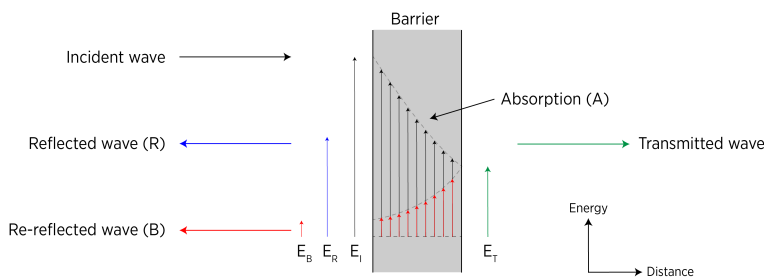 Barrier
Incident wave
Absorption (A)
Reflected wave (R)
Transmitted wave
Re-reflected wave (B)
Energy
E_B E_R E_I E_T
Distance